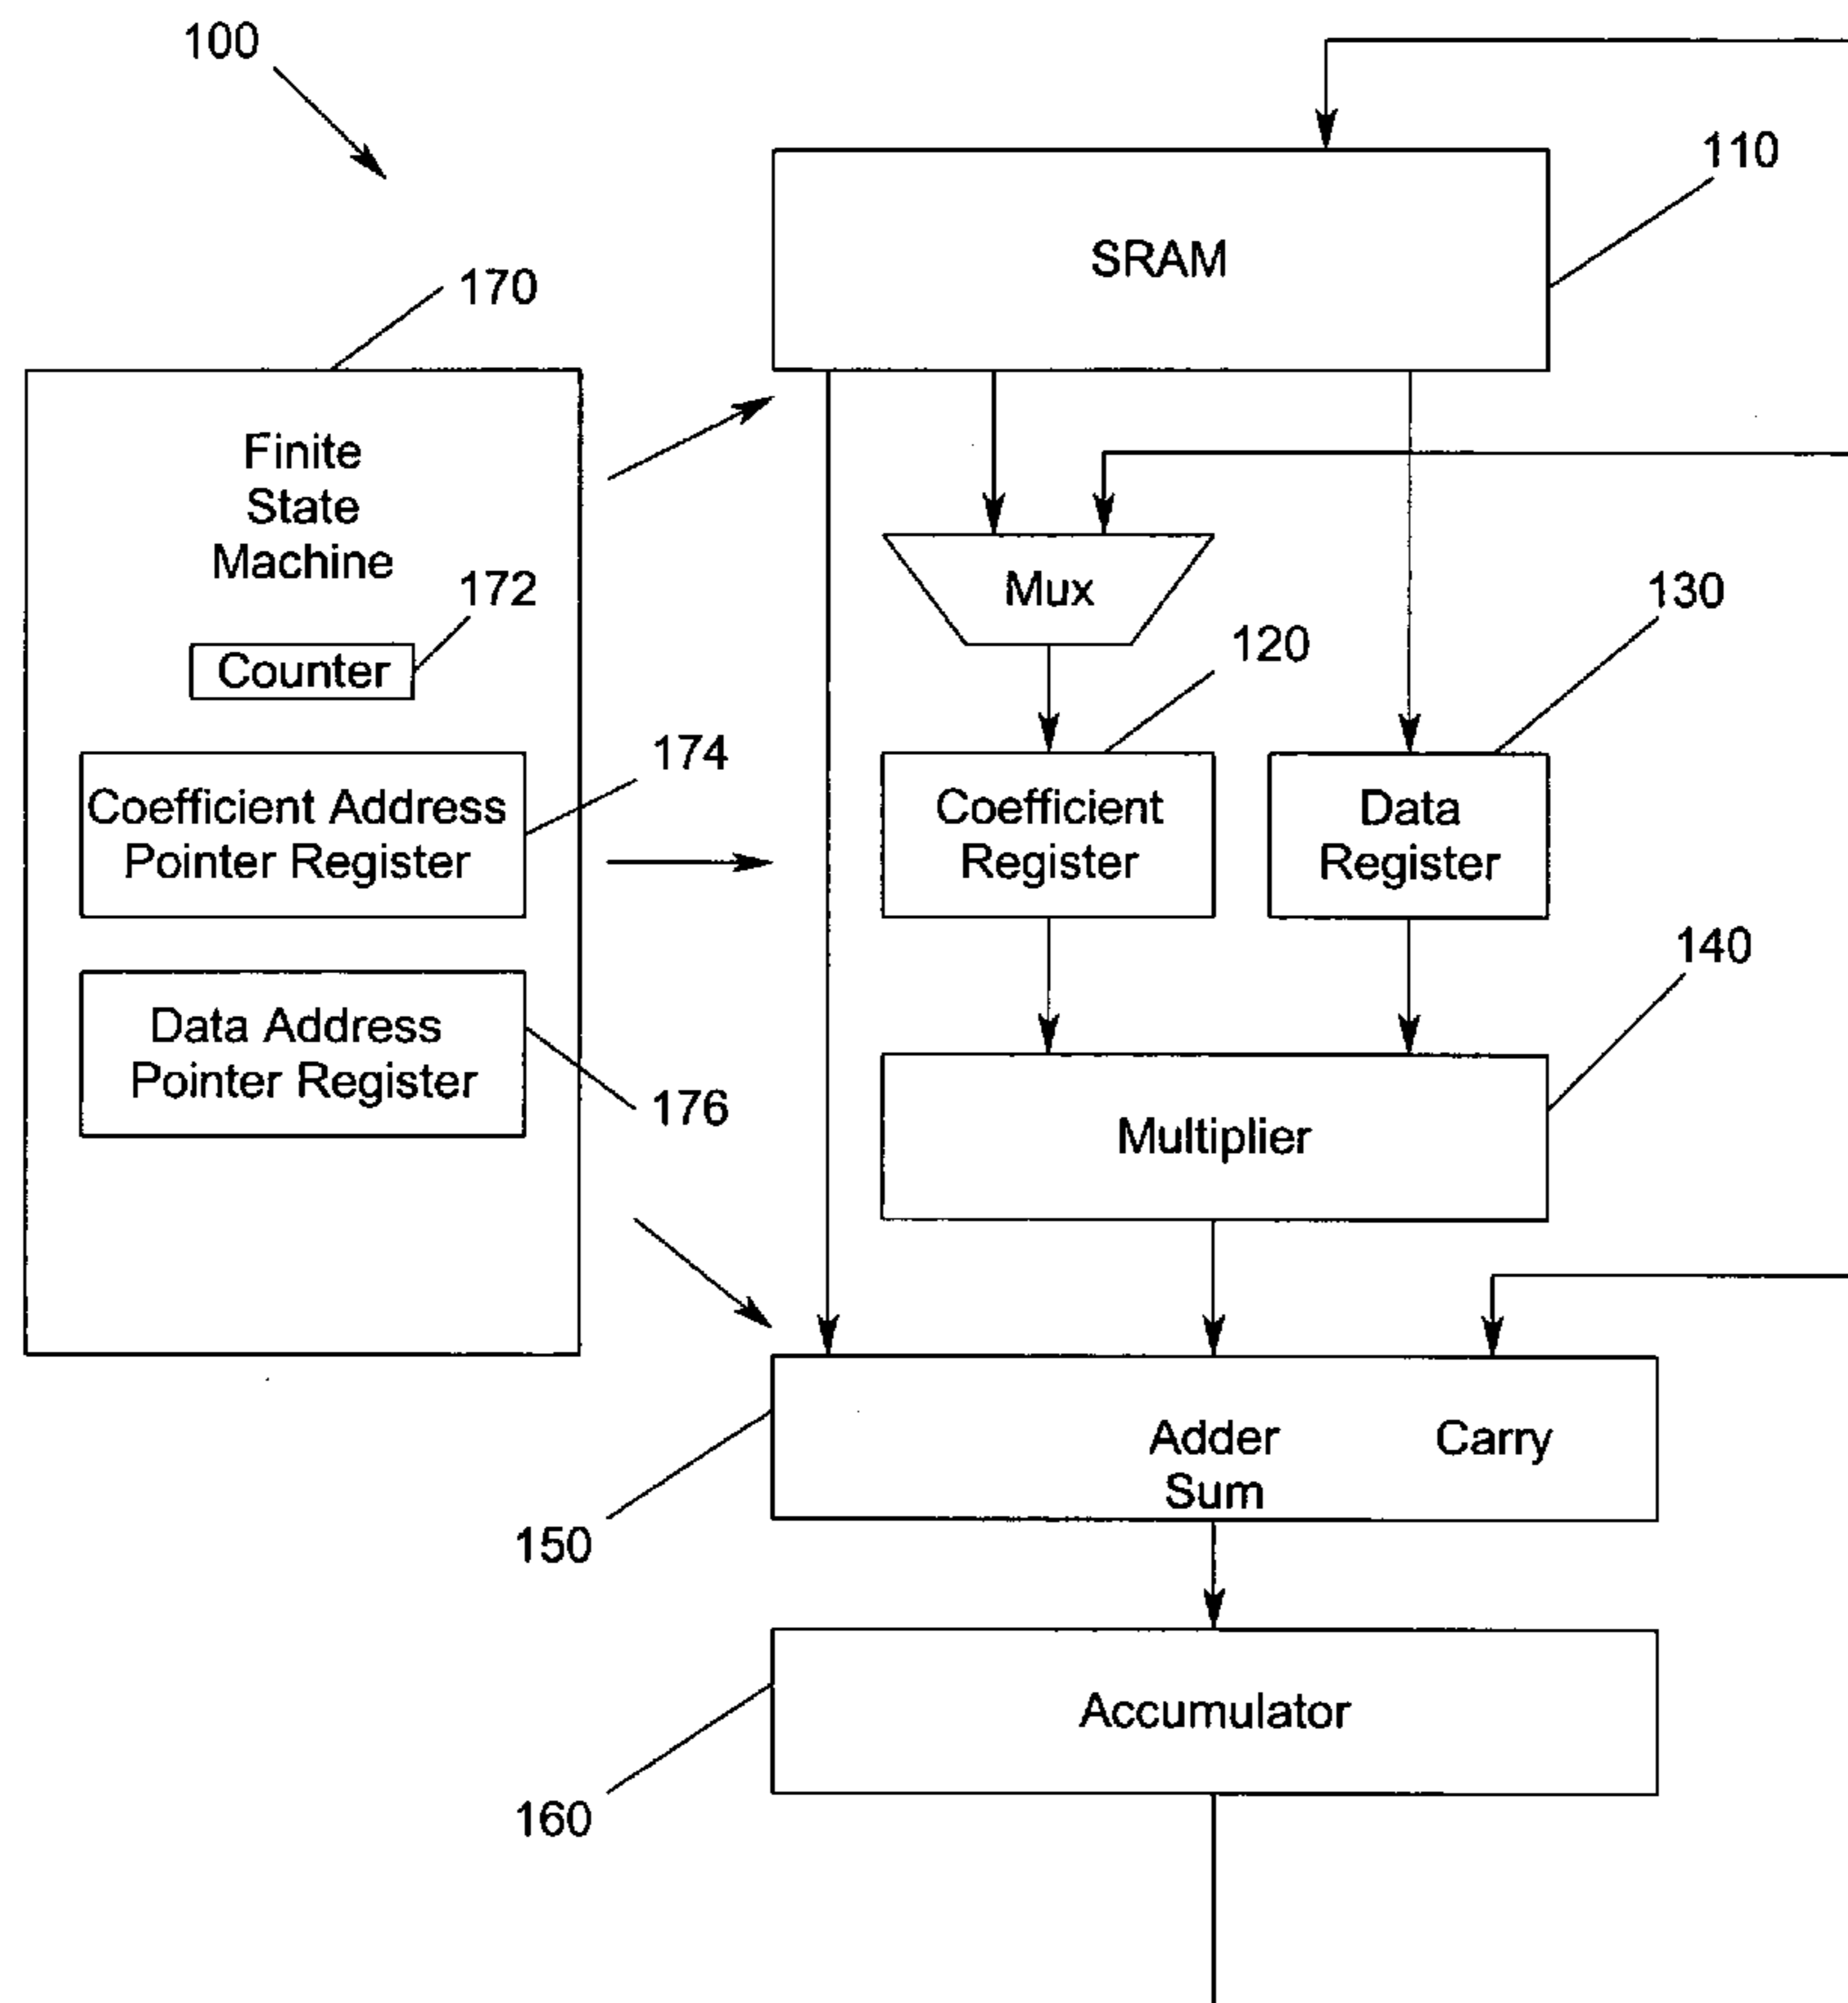 100
110
SRAM
170
Finite
State
Machine
172
Counter
Mux
130
120
174
Coefficient Address
Pointer Register
Coefficient
Register
Data
Register
140
Data Address
Pointer Register
176
Multiplier
Adder
Carry
Sum
150
Accumulator
160